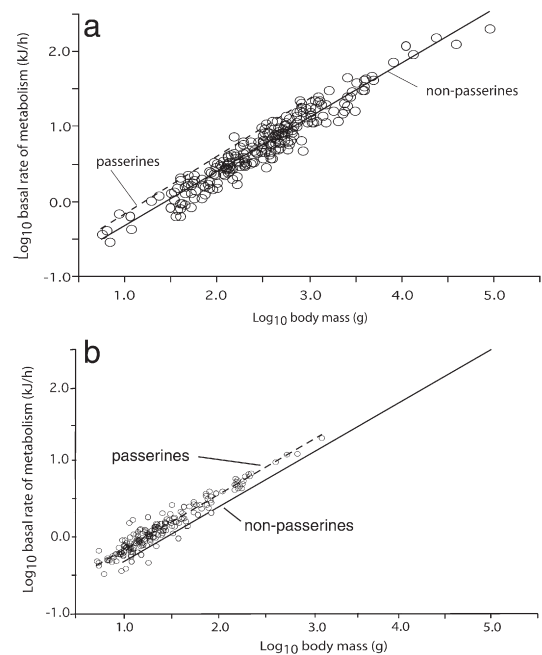 a
Log10 basal rate of metabolism (kJ/h)
2.0
1.0
0.0
-1.0
passerines
non-passerines
1.0 2.0 3.0 4.0 5.0
Log10 body mass (g)
b
Log10 basal rate of metabolism (kJ/h)
2.0
1.0
0.0
-1.0
passerines
non-passerines
1.0 2.0 3.0 4.0 5.0
Log10 body mass (g)